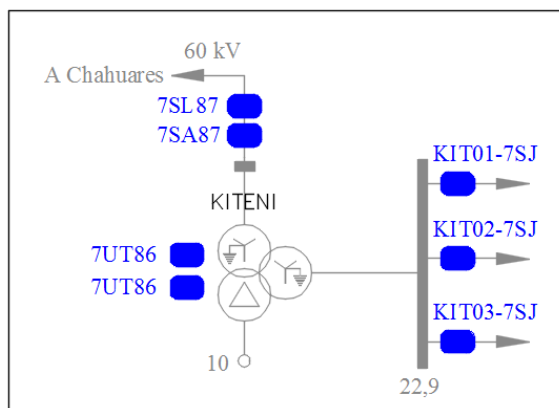 60 kV
A Chahuares
7SL87
7SA87
KITENI
7UT86
7UT86
10
KIT01-7SJ
KIT02-7SJ
KIT03-7SJ
22,9